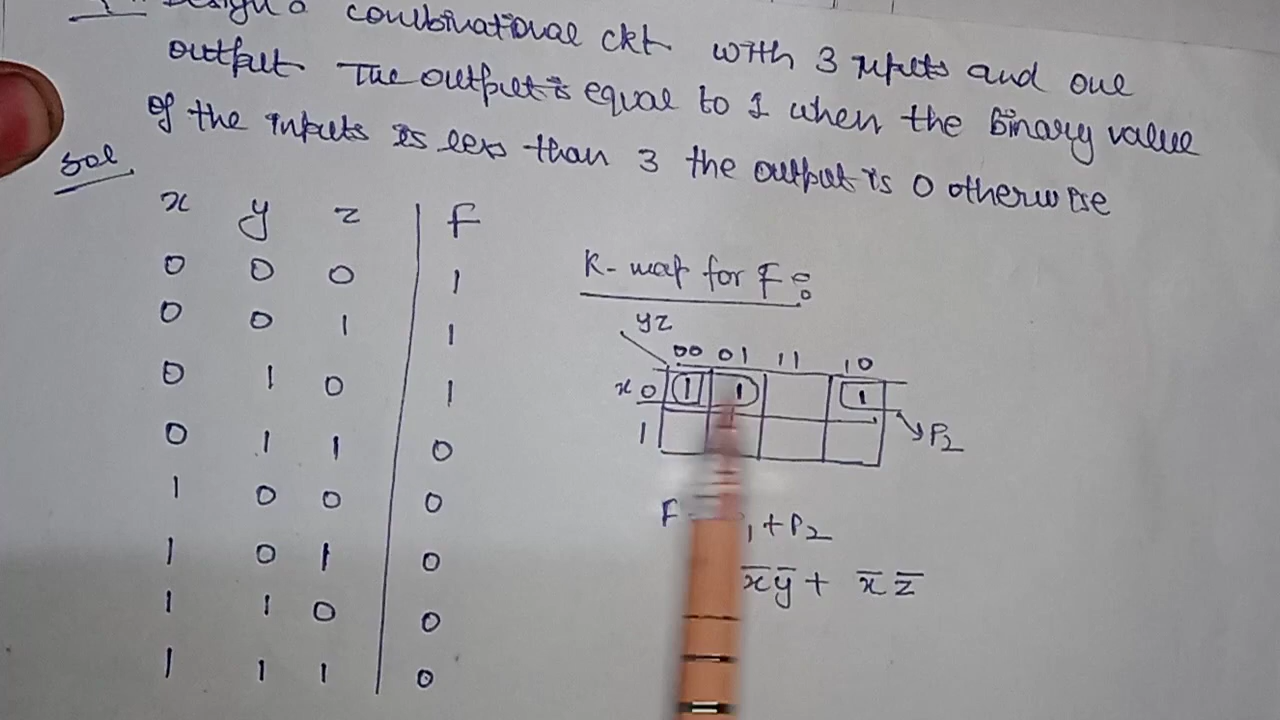 Design a combinational ckt with 3 inputs and one
output The output is equal to 1 when the binary value
of the inputs is less than 3 the output is 0 otherwise
Sol
x y z F
0 0 0 1
0 0 1 1
0 1 0 1
0 1 1 0
1 0 0 0
1 0 1 0
1 1 0 0
1 1 1 0
K-map for F:
yz
00 01 11 10
x 0 1 1 1
1
P2
F 1 + P2
x̄ȳ + x̄ z̄